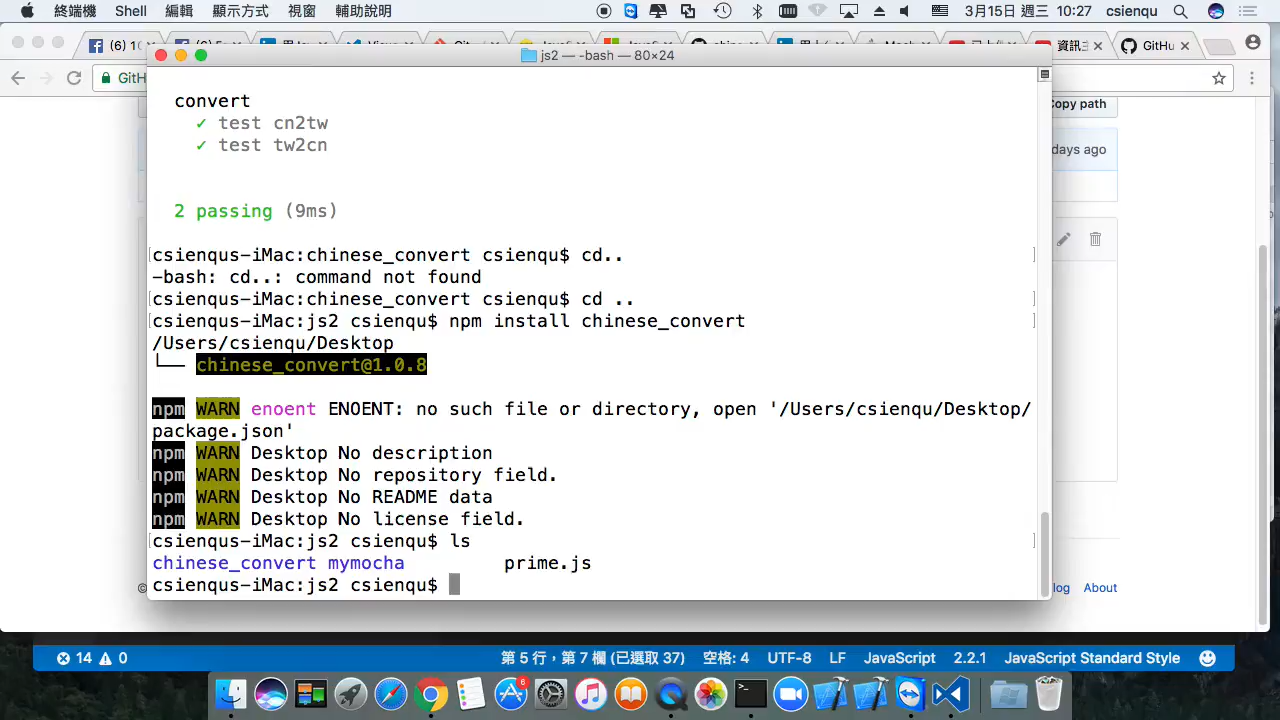 終端機 Shell 編輯 顯示方式 視窗 輔助說明 3月15日 週三 10:27 csienqu
js2 — -bash — 80×24
GitHu
GitH
Copy path
days ago
convert
✓ test cn2tw
✓ test tw2cn
2 passing (9ms)
csienqus-iMac:chinese_convert csienqu$ cd..
-bash: cd..: command not found
csienqus-iMac:chinese_convert csienqu$ cd ..
csienqus-iMac:js2 csienqu$ npm install chinese_convert
/Users/csienqu/Desktop
└── chinese_convert@1.0.8
npm WARN enoent ENOENT: no such file or directory, open '/Users/csienqu/Desktop/
package.json'
npm WARN Desktop No description
npm WARN Desktop No repository field.
npm WARN Desktop No README data
npm WARN Desktop No license field.
csienqus-iMac:js2 csienqu$ ls
chinese_convert mymocha prime.js
csienqus-iMac:js2 csienqu$
log About
14 0 第 5 行，第 7 欄 (已選取 37) 空格: 4 UTF-8 LF JavaScript 2.2.1 JavaScript Standard Style
6